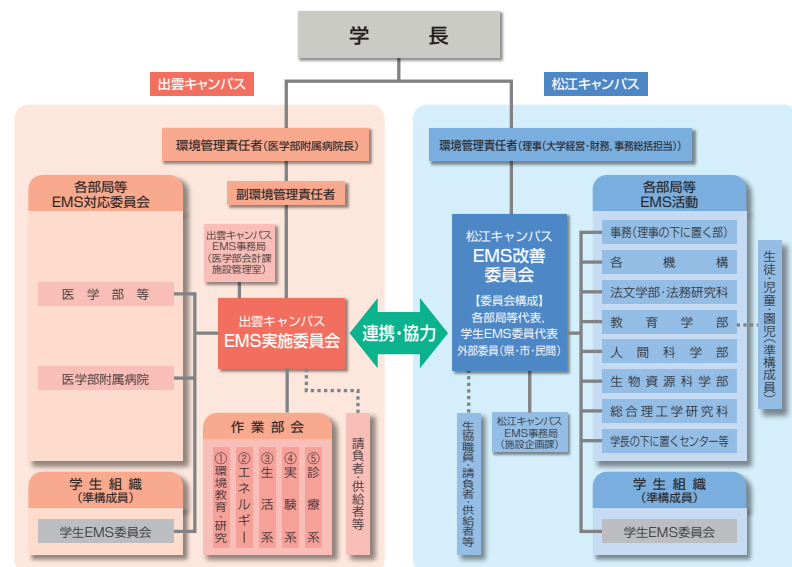 学長
出雲キャンパス
松江キャンパス
環境管理責任者(医学部附属病院長)
副環境管理責任者
各部局等
EMS対応委員会
医学部等
医学部附属病院
出雲キャンパス
EMS事務局
(医学部会計課
施設管理室)
出雲キャンパス
EMS実施委員会
作業部会
①環境教育・研究
②エネルギー
③生活系
④実験系
⑤診療系
請負者・供給者等
学生組織
(準構成員)
学生EMS委員会
連携・協力
環境管理責任者(理事(大学経営・財務,事務総括担当))
松江キャンパス
EMS改善
委員会
【委員会構成】
各部局等代表,
学生EMS委員代表
外部委員(県・市・民間)
生協職員・請負者・供給者等
松江キャンパス
EMS事務局
(施設企画課)
各部局等
EMS活動
事務(理事の下に置く部)
各機構
法文学部・法務研究科
教育学部
人間科学部
生物資源科学部
総合理工学研究科
学長の下に置くセンター等
生徒・児童・園児(準構成員)
学生組織
(準構成員)
学生EMS委員会